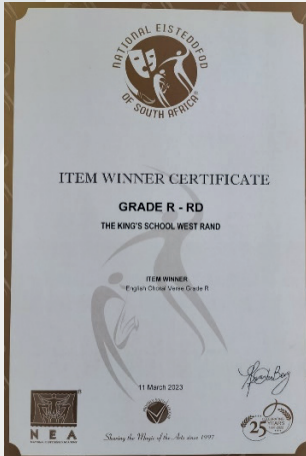 NATIONAL EISTEDDFOD
OF SOUTH AFRICA®
ITEM WINNER CERTIFICATE
GRADE R - RD
THE KING'S SCHOOL WEST RAND
ITEM WINNER
English Choral Verse Grade R
11 March 2023
NEA
25 YEARS
Sharing the Magic of the Arts since 1997